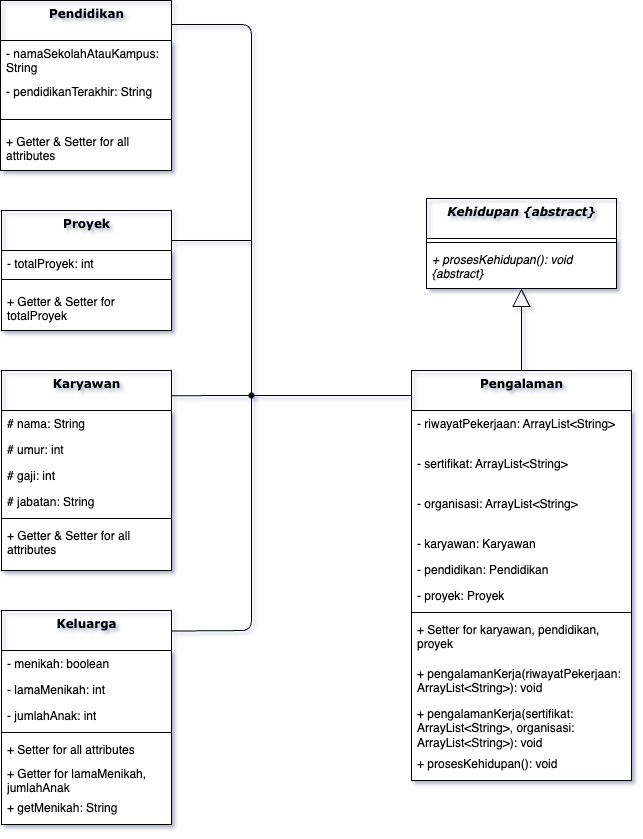 Pendidikan
- namaSekolahAtauKampus:
String
- pendidikanTerakhir: String
+ Getter & Setter for all
attributes
Proyek
- totalProyek: int
+ Getter & Setter for
totalProyek
Karyawan
# nama: String
# umur: int
# gaji: int
# jabatan: String
+ Getter & Setter for all
attributes
Keluarga
- menikah: boolean
- lamaMenikah: int
- jumlahAnak: int
+ Setter for all attributes
+ Getter for lamaMenikah,
jumlahAnak
+ getMenikah: String
Kehidupan {abstract}
+ prosesKehidupan(): void
{abstract}
Pengalaman
- riwayatPekerjaan: ArrayList<String>
- sertifikat: ArrayList<String>
- organisasi: ArrayList<String>
- karyawan: Karyawan
- pendidikan: Pendidikan
- proyek: Proyek
+ Setter for karyawan, pendidikan,
proyek
+ pengalamanKerja(riwayatPekerjaan:
ArrayList<String>): void
+ pengalamanKerja(sertifikat:
ArrayList<String>, organisasi:
ArrayList<String>): void
+ prosesKehidupan(): void